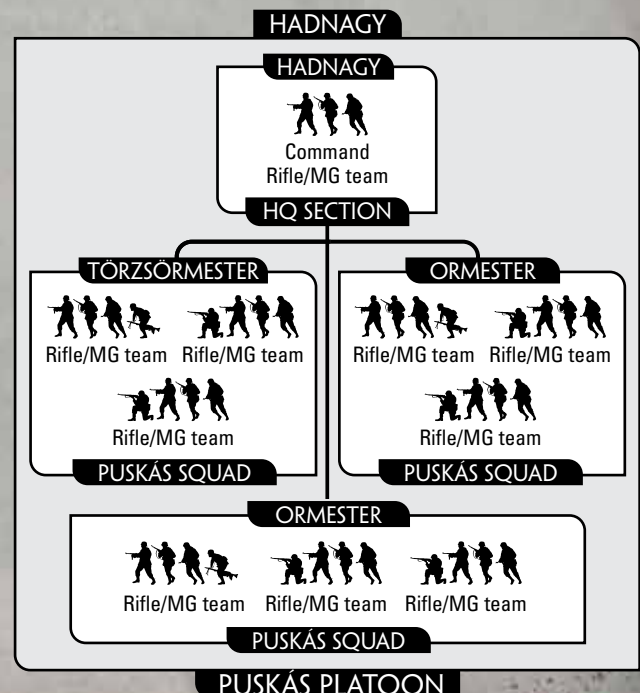 HADNAGY
HADNAGY
Command
Rifle/MG team
HQ SECTION
TÖRZSÖRMESTER
Rifle/MG team Rifle/MG team
Rifle/MG team
PUSKÁS SQUAD
ORMESTER
Rifle/MG team Rifle/MG team
Rifle/MG team
PUSKÁS SQUAD
ORMESTER
Rifle/MG team Rifle/MG team Rifle/MG team
PUSKÁS SQUAD
PUSKÁS PLATOON